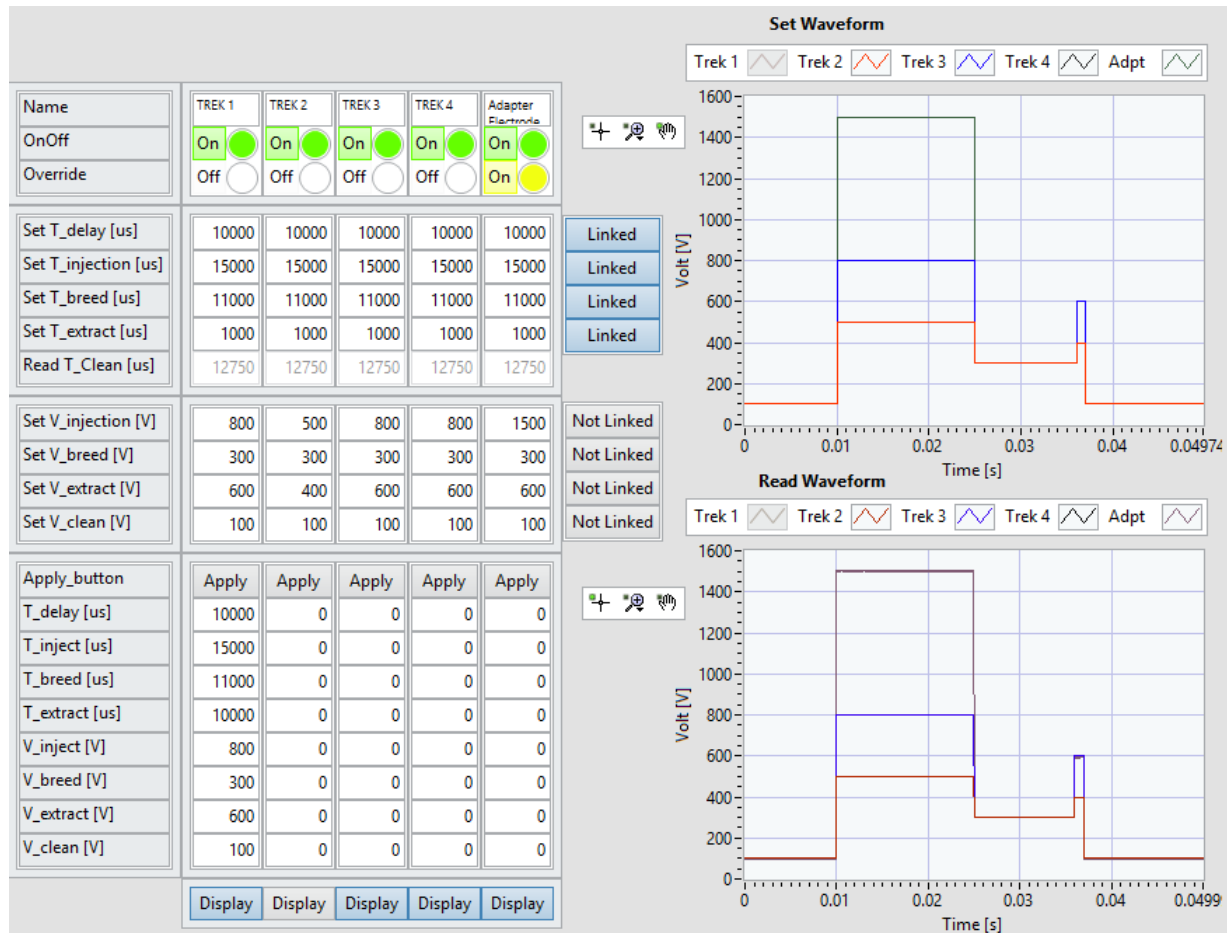 Set Waveform
Trek 1 Trek 2 Trek 3 Trek 4 Adpt
Name TREK 1 TREK 2 TREK 3 TREK 4 Adapter Electrode
OnOff On On On On On
Override Off Off Off Off On
Set T_delay [us] 10000 10000 10000 10000 10000 Linked
Set T_injection [us] 15000 15000 15000 15000 15000 Linked
Set T_breed [us] 11000 11000 11000 11000 11000 Linked
Set T_extract [us] 1000 1000 1000 1000 1000 Linked
Read T_Clean [us] 12750 12750 12750 12750 12750
Set V_injection [V] 800 500 800 800 1500 Not Linked
Set V_breed [V] 300 300 300 300 300 Not Linked
Set V_extract [V] 600 400 600 600 600 Not Linked
Set V_clean [V] 100 100 100 100 100 Not Linked
Apply_button Apply Apply Apply Apply Apply
T_delay [us] 10000 0 0 0 0
T_inject [us] 15000 0 0 0 0
T_breed [us] 11000 0 0 0 0
T_extract [us] 10000 0 0 0 0
V_inject [V] 800 0 0 0 0
V_breed [V] 300 0 0 0 0
V_extract [V] 600 0 0 0 0
V_clean [V] 100 0 0 0 0
Display Display Display Display Display
Volt [V]
1600
1400
1200
1000
800
600
400
200
0
0 0.01 0.02 0.03 0.04 0.04974
Time [s]
Read Waveform
Trek 1 Trek 2 Trek 3 Trek 4 Adpt
Volt [V]
1600
1400
1200
1000
800
600
400
200
0
0 0.01 0.02 0.03 0.04 0.0499
Time [s]